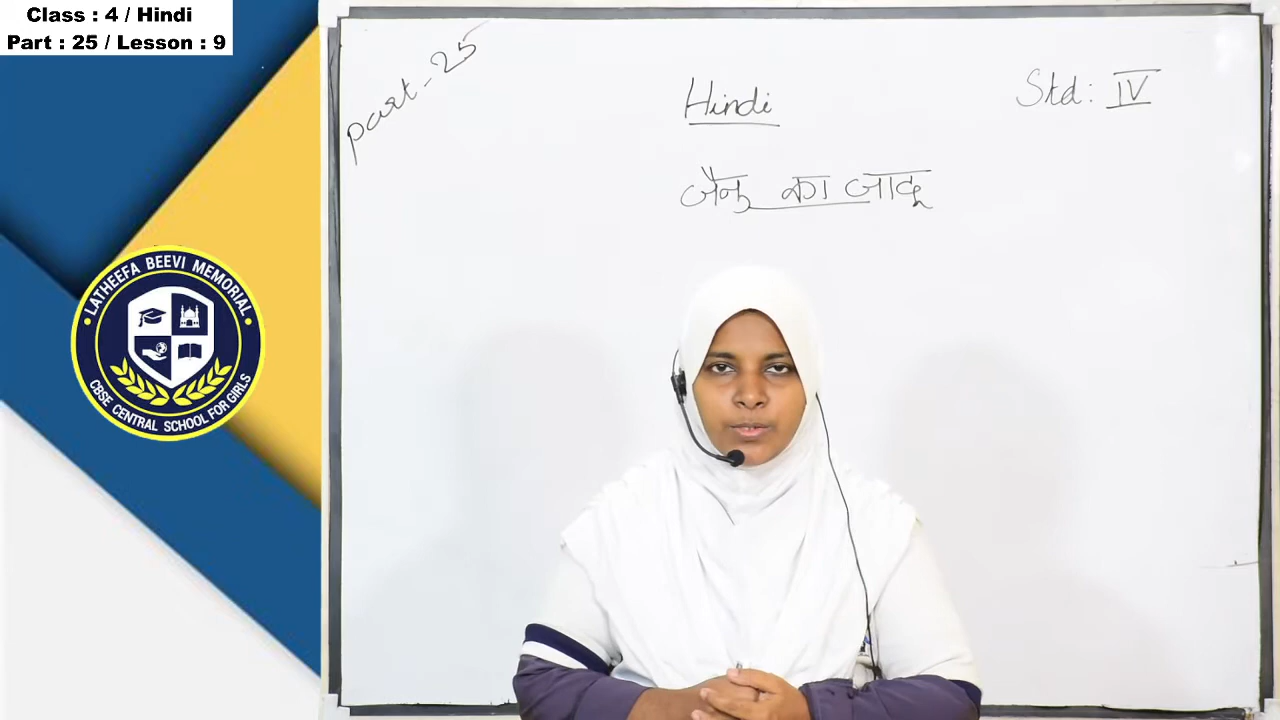 Class : 4 / Hindi
Part : 25 / Lesson : 9
part - 25
Hindi
Std: IV
जैनु का जादू
LATHEEFA BEEVI MEMORIAL
CBSE CENTRAL SCHOOL FOR GIRLS